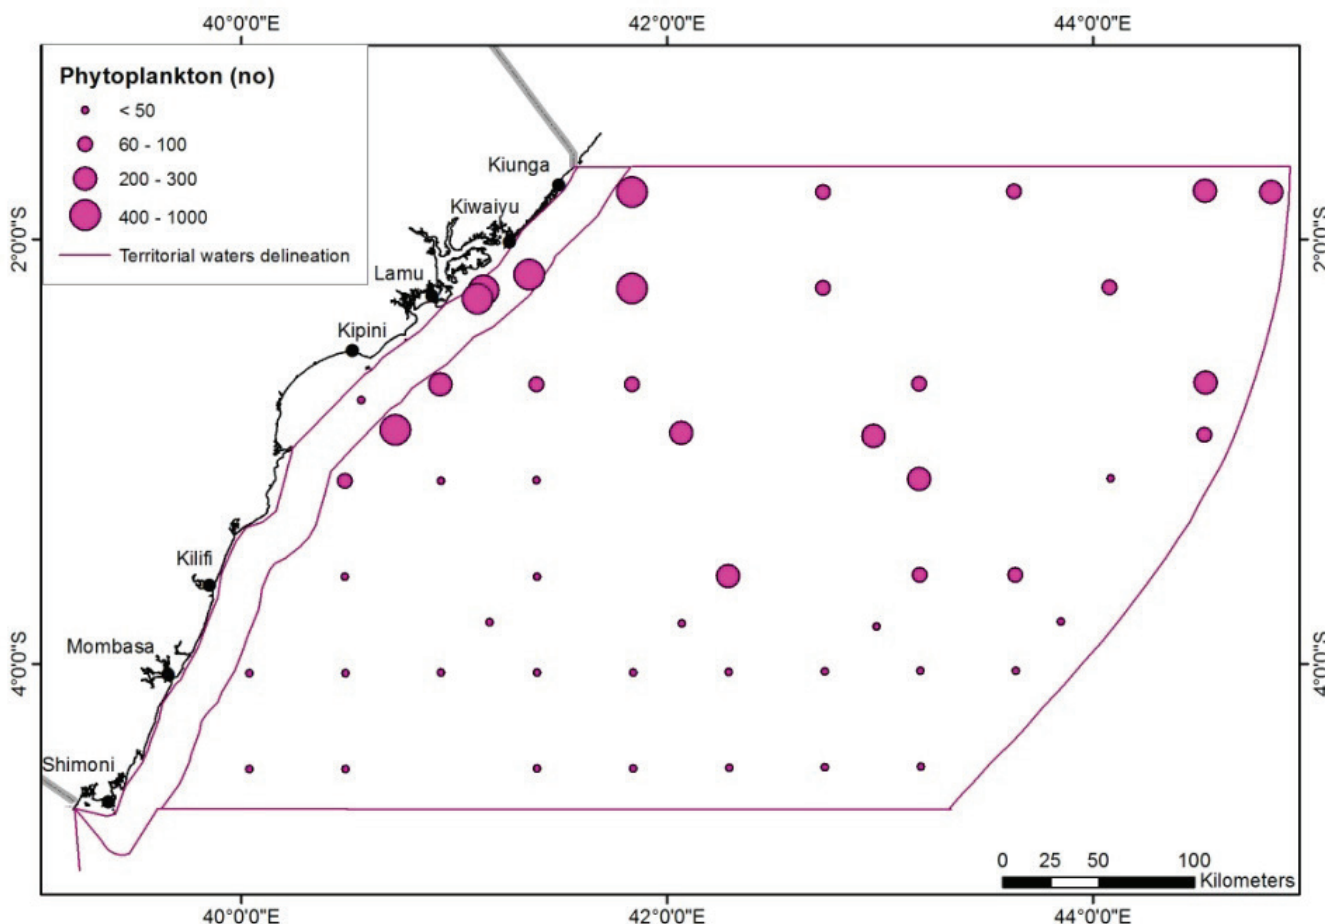 40°0'0"E 42°0'0"E 44°0'0"E
Phytoplankton (no)
< 50
60 - 100
200 - 300
400 - 1000
Territorial waters delineation
Kiunga
Kiwaiyu
Lamu
Kipini
Kilifi
Mombasa
Shimoni
2°0'0"S 2°0'0"S
4°0'0"S 4°0'0"S
0 25 50 100
Kilometers
40°0'0"E 42°0'0"E 44°0'0"E